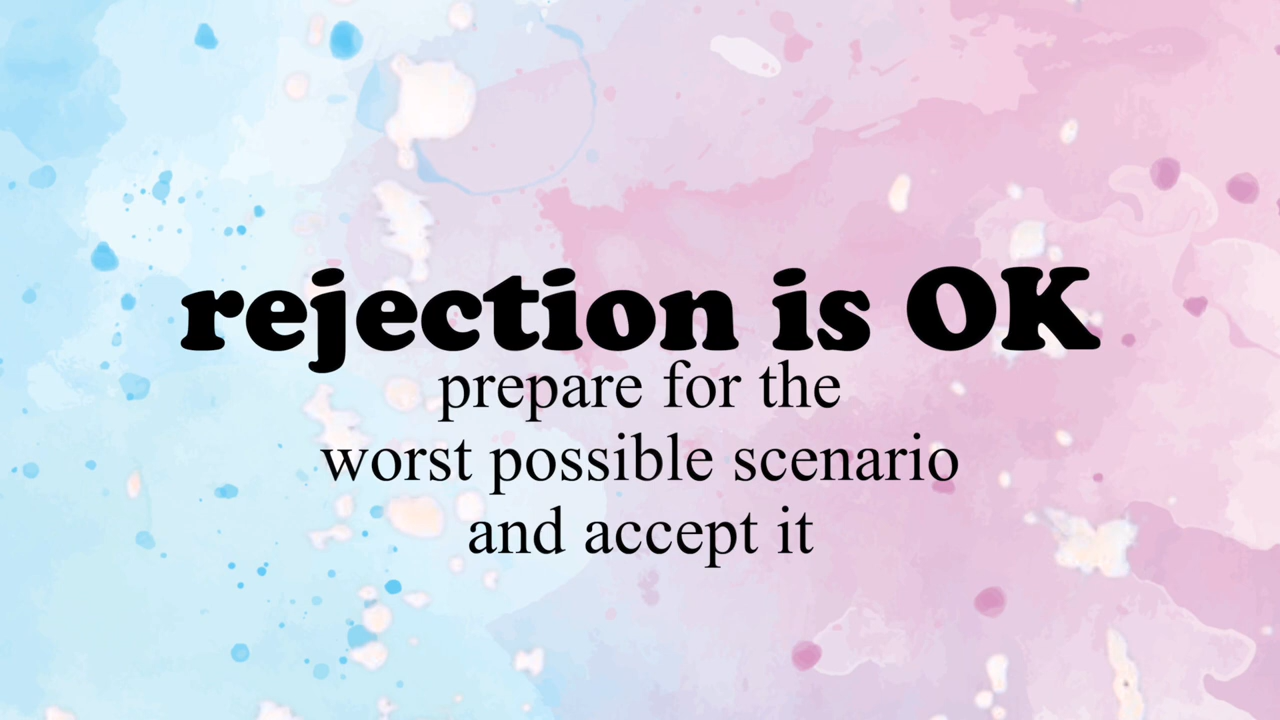 rejection is OK
prepare for the
worst possible scenario
and accept it